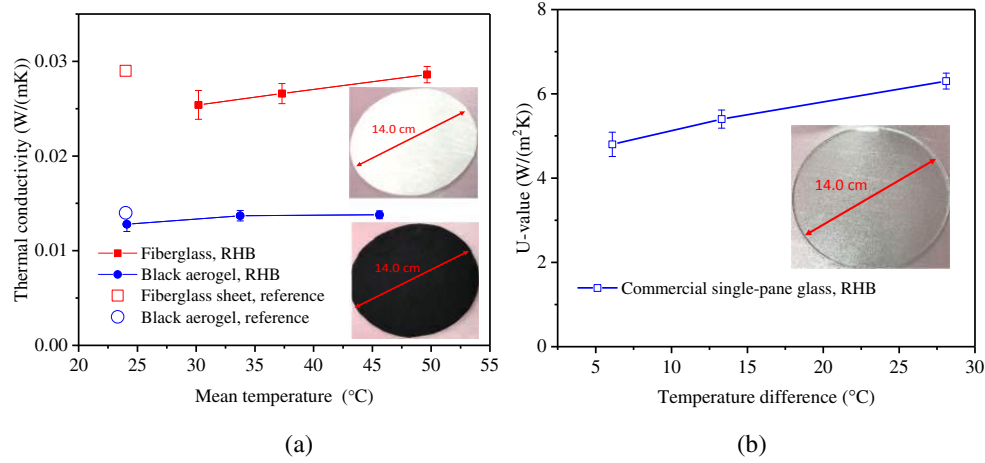 Thermal conductivity (W/(mK))
0.03
0.02
0.01
0.00
14.0 cm
14.0 cm
Fiberglass, RHB
Black aerogel, RHB
Fiberglass sheet, reference
Black aerogel, reference
20 25 30 35 40 45 50 55
Mean temperature (°C)
(a)
U-value (W/(m²K))
8
6
4
2
0
14.0 cm
Commercial single-pane glass, RHB
5 10 15 20 25 30
Temperature difference (°C)
(b)